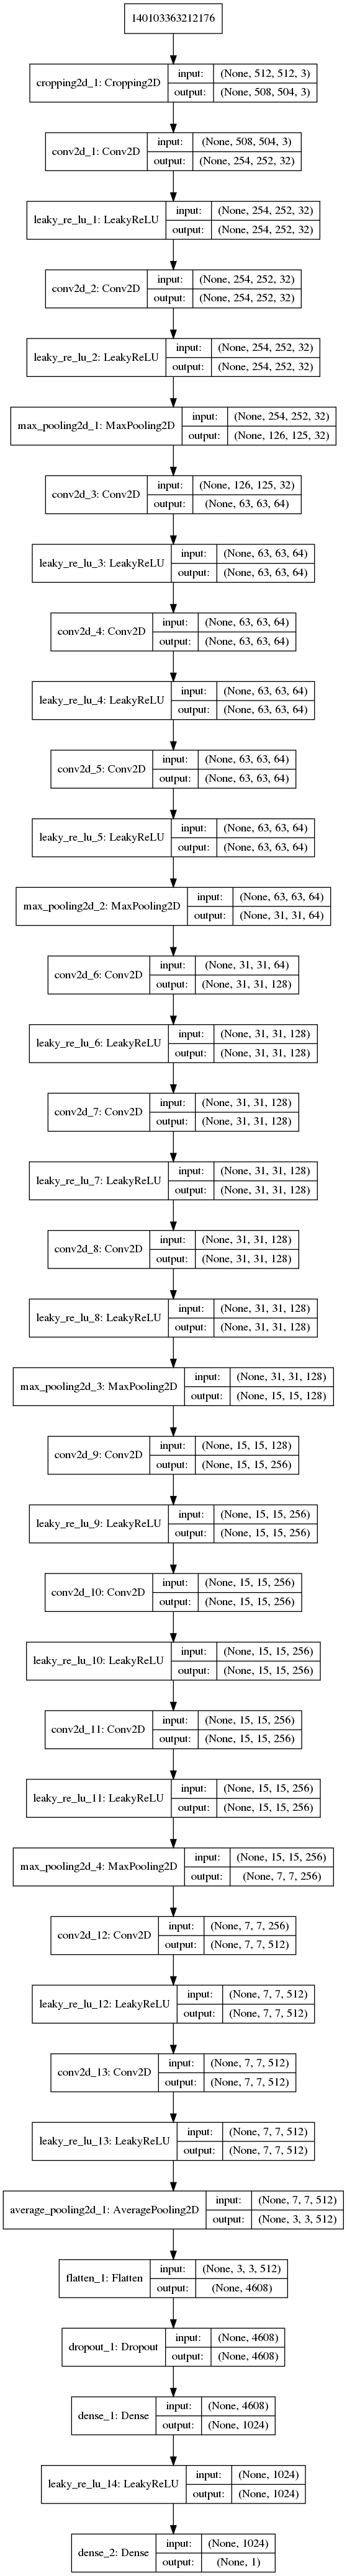 140103363212176
cropping2d_1: Cropping2D
input: (None, 512, 512, 3)
output: (None, 508, 504, 3)
conv2d_1: Conv2D
input: (None, 508, 504, 3)
output: (None, 254, 252, 32)
leaky_re_lu_1: LeakyReLU
input: (None, 254, 252, 32)
output: (None, 254, 252, 32)
conv2d_2: Conv2D
input: (None, 254, 252, 32)
output: (None, 254, 252, 32)
leaky_re_lu_2: LeakyReLU
input: (None, 254, 252, 32)
output: (None, 254, 252, 32)
max_pooling2d_1: MaxPooling2D
input: (None, 254, 252, 32)
output: (None, 126, 125, 32)
conv2d_3: Conv2D
input: (None, 126, 125, 32)
output: (None, 63, 63, 64)
leaky_re_lu_3: LeakyReLU
input: (None, 63, 63, 64)
output: (None, 63, 63, 64)
conv2d_4: Conv2D
input: (None, 63, 63, 64)
output: (None, 63, 63, 64)
leaky_re_lu_4: LeakyReLU
input: (None, 63, 63, 64)
output: (None, 63, 63, 64)
conv2d_5: Conv2D
input: (None, 63, 63, 64)
output: (None, 63, 63, 64)
leaky_re_lu_5: LeakyReLU
input: (None, 63, 63, 64)
output: (None, 63, 63, 64)
max_pooling2d_2: MaxPooling2D
input: (None, 63, 63, 64)
output: (None, 31, 31, 64)
conv2d_6: Conv2D
input: (None, 31, 31, 64)
output: (None, 31, 31, 128)
leaky_re_lu_6: LeakyReLU
input: (None, 31, 31, 128)
output: (None, 31, 31, 128)
conv2d_7: Conv2D
input: (None, 31, 31, 128)
output: (None, 31, 31, 128)
leaky_re_lu_7: LeakyReLU
input: (None, 31, 31, 128)
output: (None, 31, 31, 128)
conv2d_8: Conv2D
input: (None, 31, 31, 128)
output: (None, 31, 31, 128)
leaky_re_lu_8: LeakyReLU
input: (None, 31, 31, 128)
output: (None, 31, 31, 128)
max_pooling2d_3: MaxPooling2D
input: (None, 31, 31, 128)
output: (None, 15, 15, 128)
conv2d_9: Conv2D
input: (None, 15, 15, 128)
output: (None, 15, 15, 256)
leaky_re_lu_9: LeakyReLU
input: (None, 15, 15, 256)
output: (None, 15, 15, 256)
conv2d_10: Conv2D
input: (None, 15, 15, 256)
output: (None, 15, 15, 256)
leaky_re_lu_10: LeakyReLU
input: (None, 15, 15, 256)
output: (None, 15, 15, 256)
conv2d_11: Conv2D
input: (None, 15, 15, 256)
output: (None, 15, 15, 256)
leaky_re_lu_11: LeakyReLU
input: (None, 15, 15, 256)
output: (None, 15, 15, 256)
max_pooling2d_4: MaxPooling2D
input: (None, 15, 15, 256)
output: (None, 7, 7, 256)
conv2d_12: Conv2D
input: (None, 7, 7, 256)
output: (None, 7, 7, 512)
leaky_re_lu_12: LeakyReLU
input: (None, 7, 7, 512)
output: (None, 7, 7, 512)
conv2d_13: Conv2D
input: (None, 7, 7, 512)
output: (None, 7, 7, 512)
leaky_re_lu_13: LeakyReLU
input: (None, 7, 7, 512)
output: (None, 7, 7, 512)
average_pooling2d_1: AveragePooling2D
input: (None, 7, 7, 512)
output: (None, 3, 3, 512)
flatten_1: Flatten
input: (None, 3, 3, 512)
output: (None, 4608)
dropout_1: Dropout
input: (None, 4608)
output: (None, 4608)
dense_1: Dense
input: (None, 4608)
output: (None, 1024)
leaky_re_lu_14: LeakyReLU
input: (None, 1024)
output: (None, 1024)
dense_2: Dense
input: (None, 1024)
output: (None, 1)